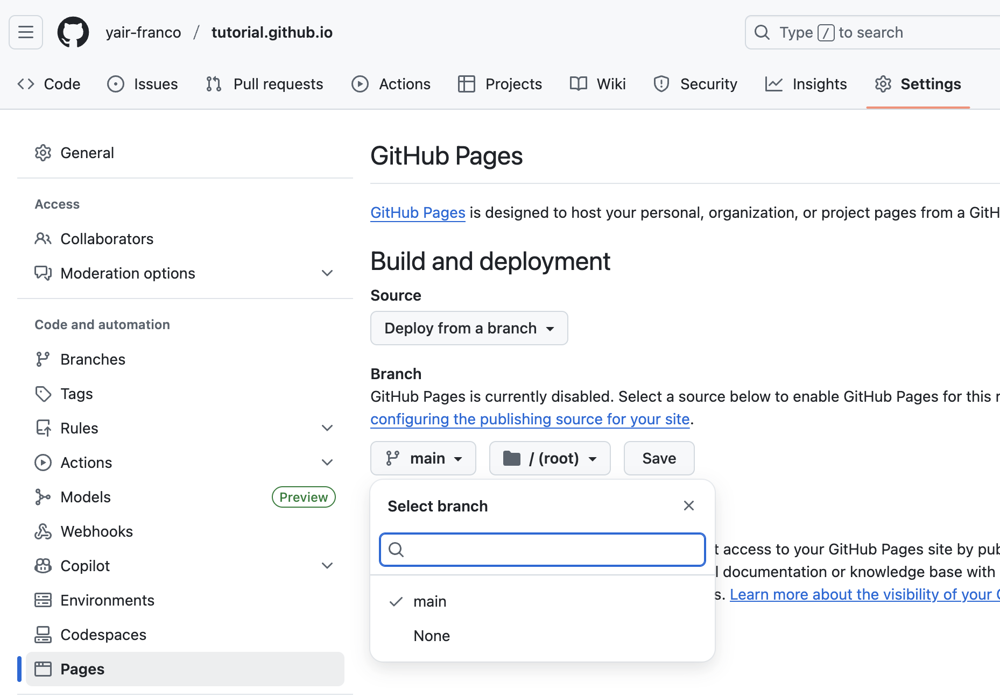 yair-franco / tutorial.github.io
Type / to search
Code Issues Pull requests Actions Projects Wiki Security Insights Settings
General
Access
Collaborators
Moderation options
Code and automation
Branches
Tags
Rules
Actions
Models Preview
Webhooks
Copilot
Environments
Codespaces
Pages
GitHub Pages
GitHub Pages is designed to host your personal, organization, or project pages from a GitH
Build and deployment
Source
Deploy from a branch
Branch
GitHub Pages is currently disabled. Select a source below to enable GitHub Pages for this r
configuring the publishing source for your site.
main / (root) Save
Select branch
main
None
t access to your GitHub Pages site by pub
l documentation or knowledge base with
s. Learn more about the visibility of your G